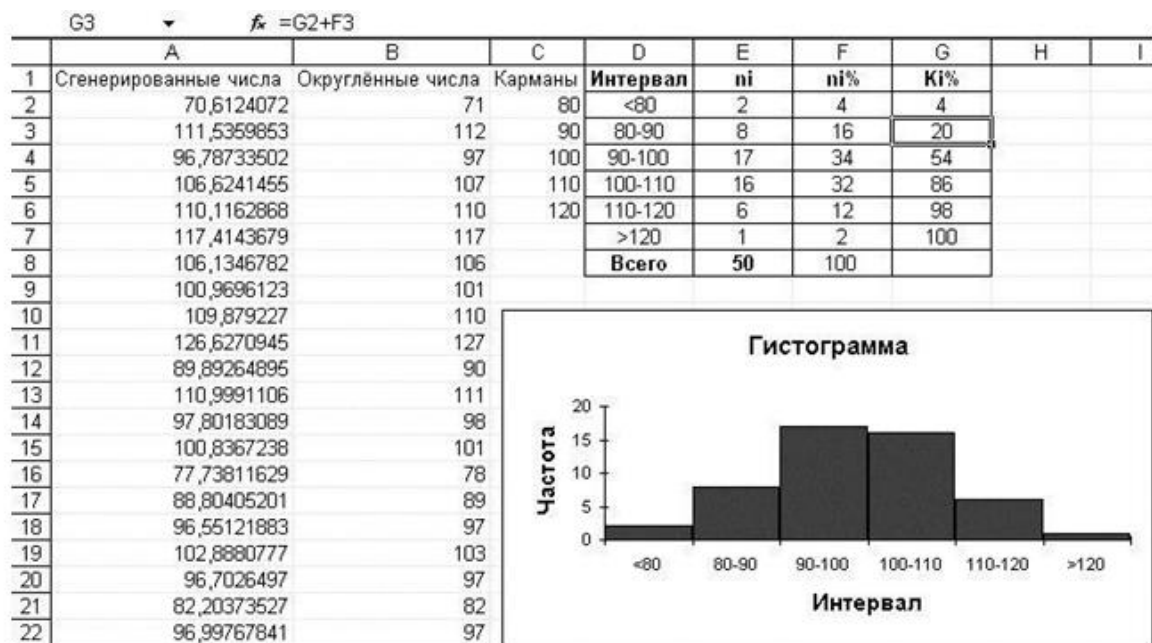 G3 fx =G2+F3
A B C D E F G H I
1 Сгенерированные числа Округлённые числа Карманы Интервал ni ni% Ki%
2 70,6124072 71 80 <80 2 4 4
3 111,5359853 112 90 80-90 8 16 20
4 96,78733502 97 100 90-100 17 34 54
5 106,6241455 107 110 100-110 16 32 86
6 110,1162868 110 120 110-120 6 12 98
7 117,4143679 117 >120 1 2 100
8 106,1346782 106 Всего 50 100
9 100,9696123 101
10 109,879227 110
11 126,6270945 127
12 89,89264895 90
13 110,9991106 111
14 97,80183089 98
15 100,8367238 101
16 77,73811629 78
17 88,80405201 89
18 96,55121883 97
19 102,8880777 103
20 96,7026497 97
21 82,20373527 82
22 96,99767841 97
Гистограмма
Частота
20
15
10
5
0
<80 80-90 90-100 100-110 110-120 >120
Интервал